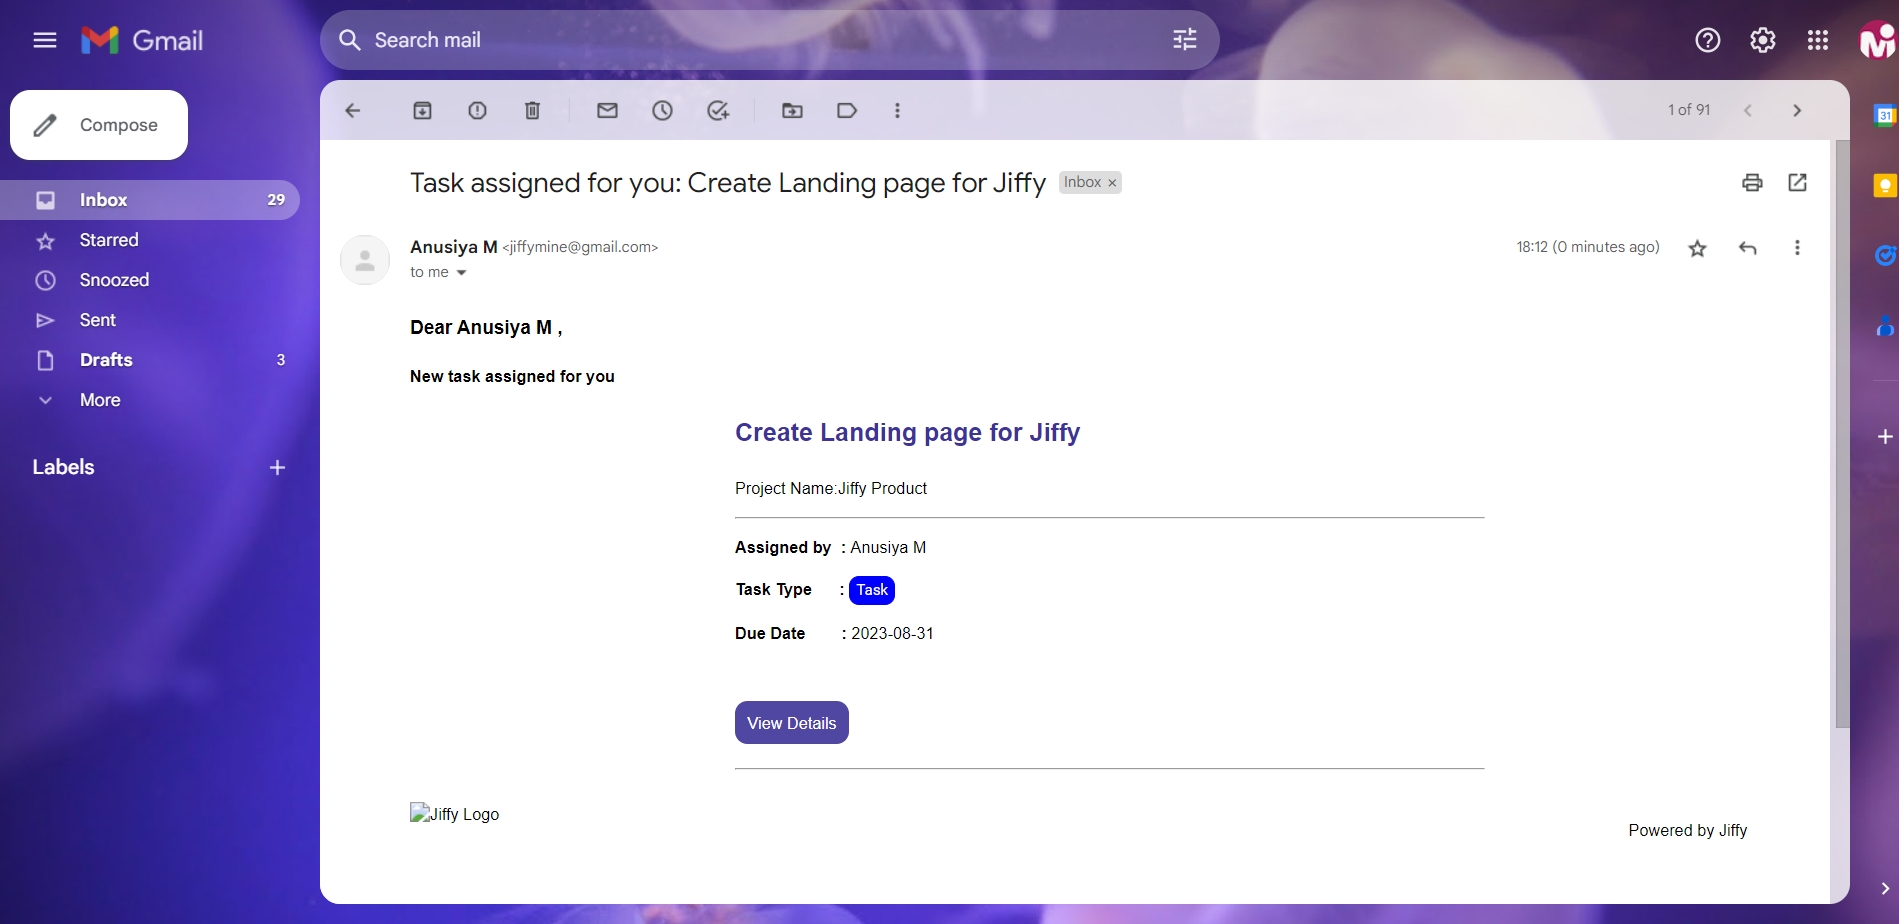 Gmail
Search mail
Compose
1 of 91
Inbox 29
Starred
Snoozed
Sent
Drafts 3
More
Labels
Task assigned for you: Create Landing page for Jiffy Inbox ×
Anusiya M <jiffymine@gmail.com> 18:12 (0 minutes ago)
to me
Dear Anusiya M ,
New task assigned for you
Create Landing page for Jiffy
Project Name:Jiffy Product
Assigned by : Anusiya M
Task Type : Task
Due Date : 2023-08-31
View Details
Jiffy Logo
Powered by Jiffy
31